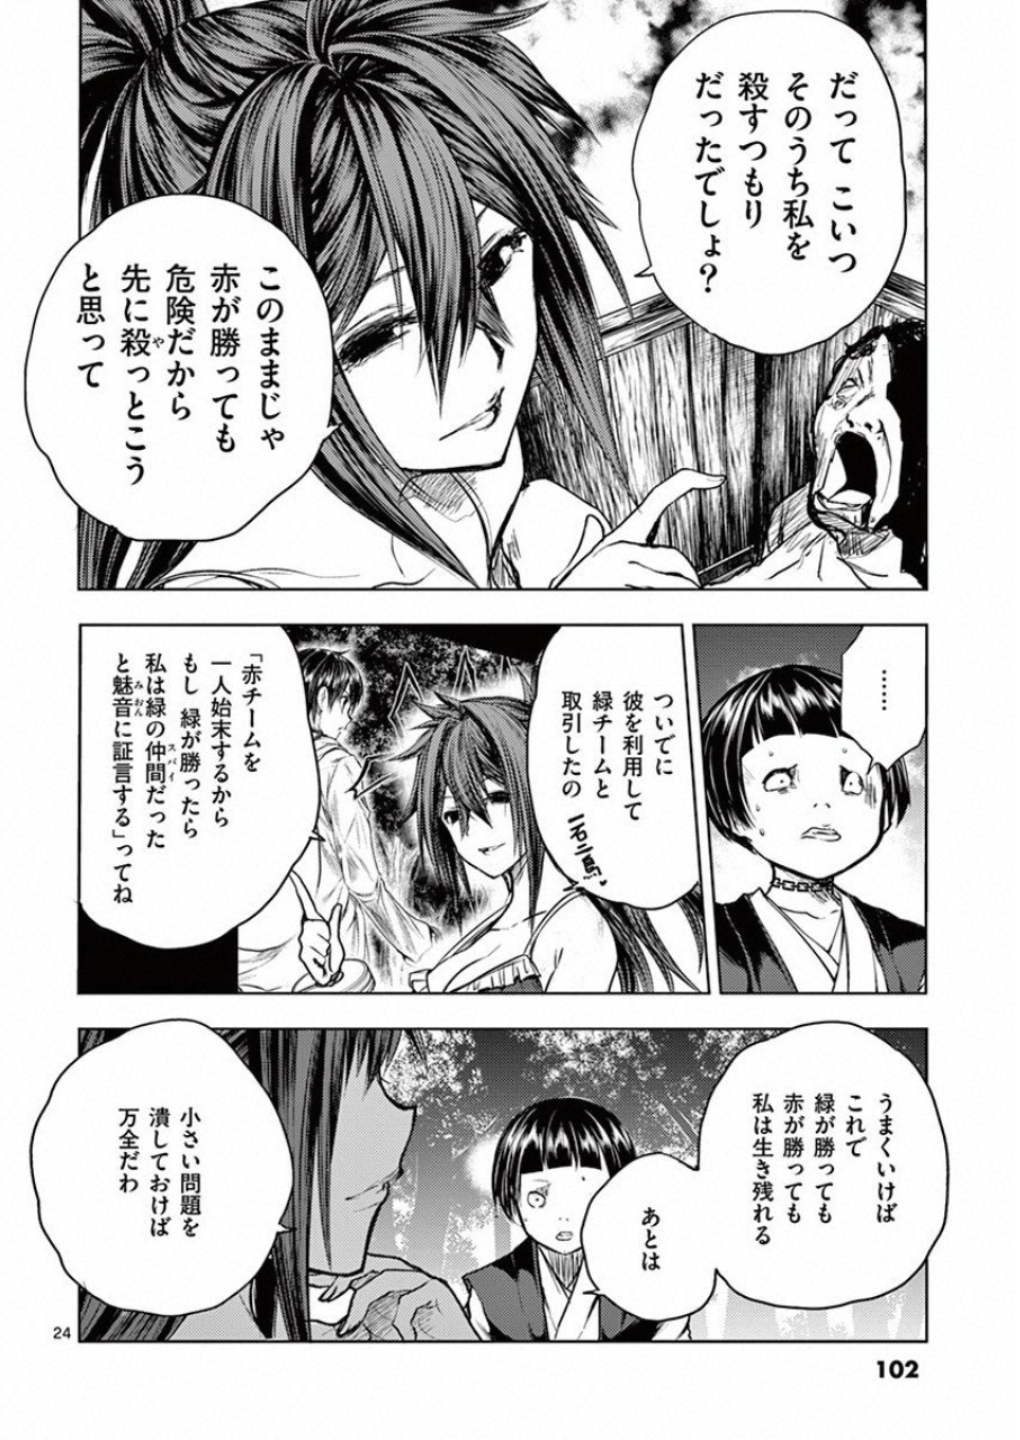 だって こいつ
そのうち私を
殺すつもり
だったでしょ?
このままじゃ
赤が勝っても
危険だから
先に殺っとこう
や
と思って
……
ついでに
彼を利用して
緑チームと
取引したの
一石二鳥♥
「赤チームを
一人始末するから
もし 緑が勝ったら
私は緑の仲間だった
スパイ
と魅音に証言する」ってね
みおん
うまくいけば
これで
緑が勝っても
赤が勝っても
私は生き残れる
あとは
小さい問題を
潰しておけば
万全だわ
24
102